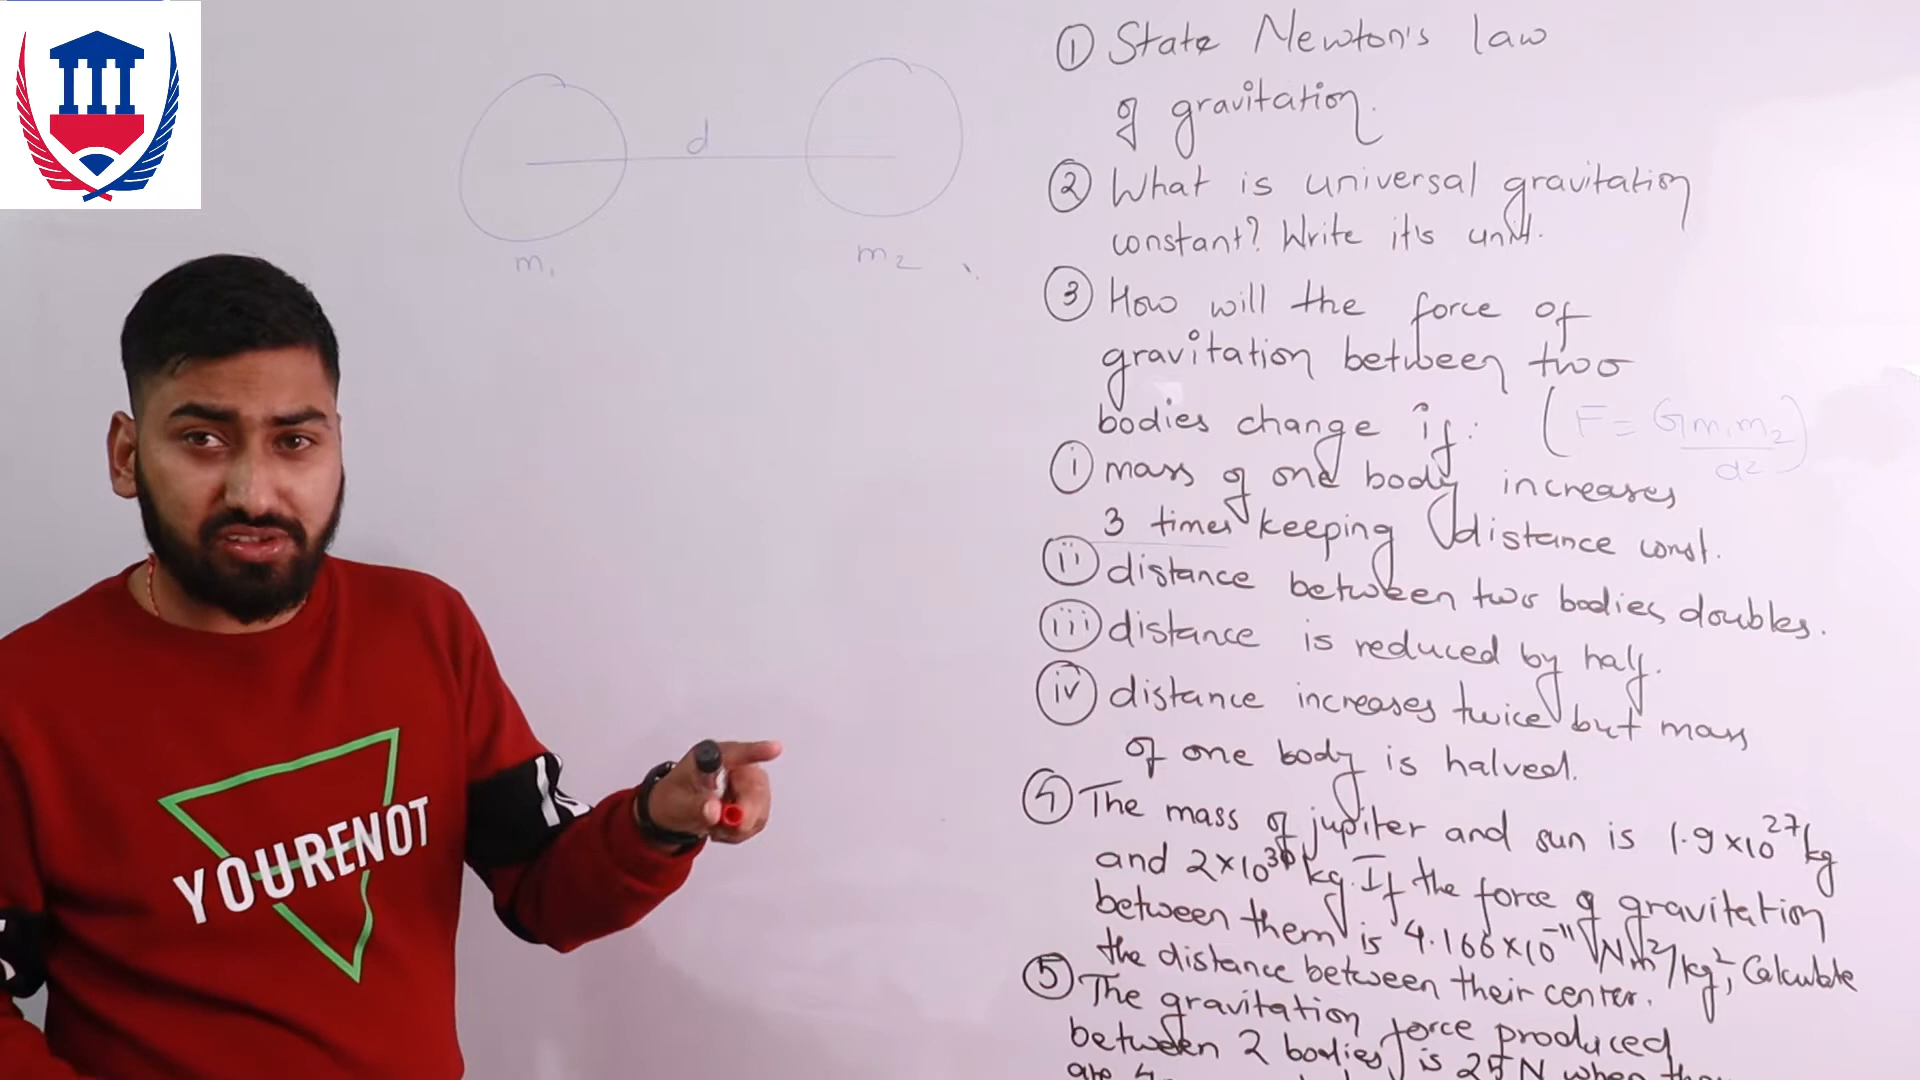 ① State Newton's law
of gravitation.
② What is universal gravitation
constant? Write it's unit.
③ How will the force of
gravitation between two
bodies change if: (F = Gm₁m₂/d²)
ⓘ mass of one body increases
3 times keeping distance const.
ii distance between two bodies doubles.
iii distance is reduced by half.
iv distance increases twice but mass
of one body is halved.
④ The mass of jupiter and sun is 1.9×10²⁷kg
and 2×10³⁰ kg. If the force of gravitation
between them is 4.166×10⁻¹¹ Nm²/kg², Calculate
the distance between their center.
⑤ The gravitation force produced
between 2 bodies is 25 N when
are 4
d
m₁
m₂
YOURENOT